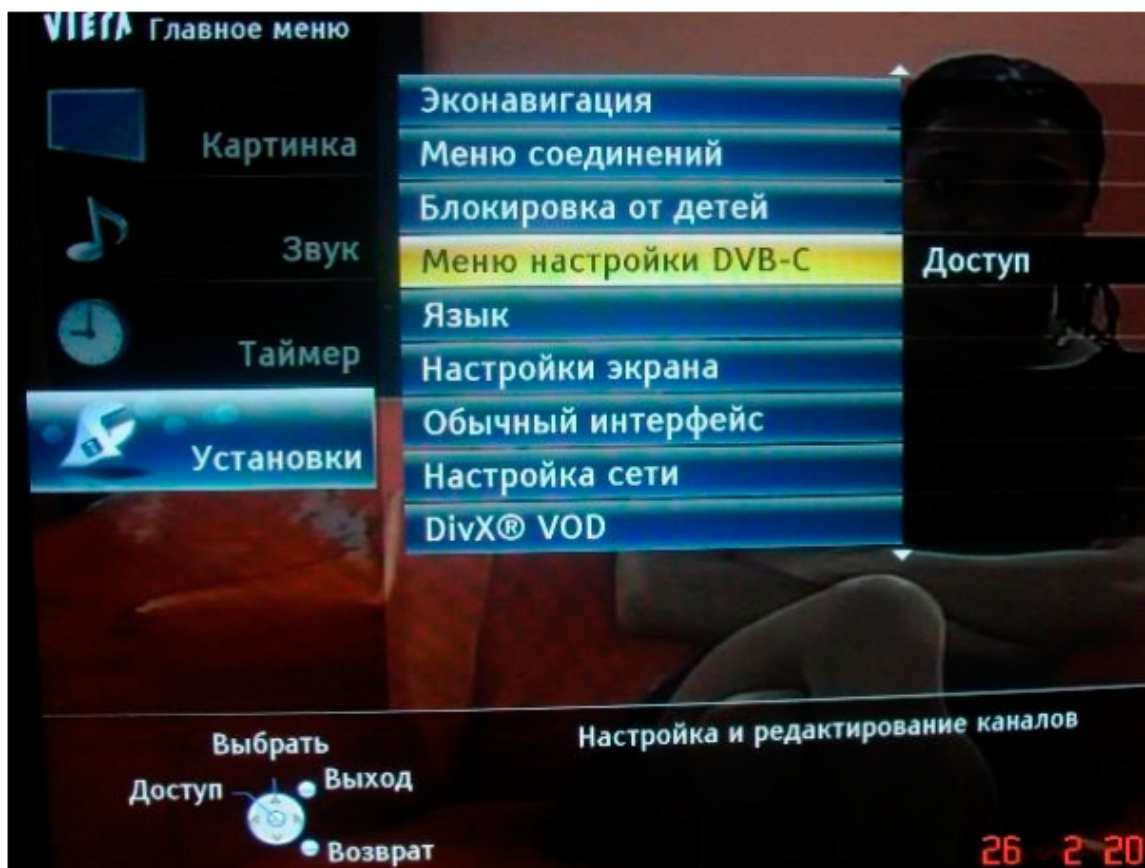 VIErA Главное меню
Картинка
Звук
Таймер
Установки
Эконавигация
Меню соединений
Блокировка от детей
Меню настройки DVB-C
Доступ
Язык
Настройки экрана
Обычный интерфейс
Настройка сети
DivX® VOD
Выбрать
Доступ
Выход
Возврат
Настройка и редактирование каналов
26 2 20